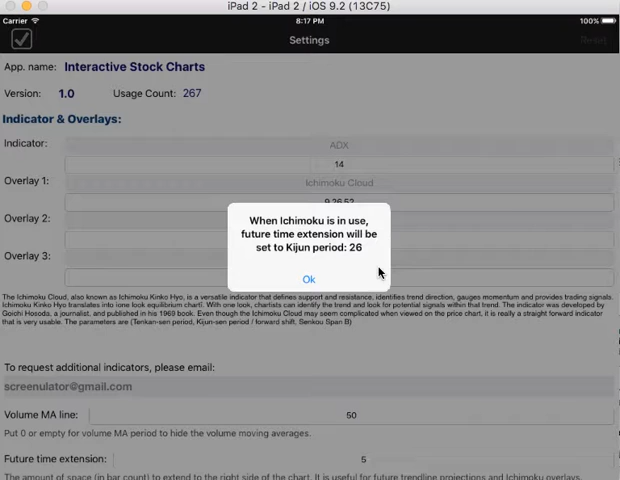 iPad 2 - iPad 2 / iOS 9.2 (13C75)
Carrier 8:17 PM 100%
Settings Reset
App. name: Interactive Stock Charts
Version: 1.0 Usage Count: 267
Indicator & Overlays:
Indicator: ADX
14
Overlay 1: Ichimoku Cloud
9,26,52
Overlay 2:
When Ichimoku is in use,
future time extension will be
set to Kijun period: 26
Overlay 3:
Ok
The Ichimoku Cloud, also known as Ichimoku Kinko Hyo, is a versatile indicator that defines support and resistance, identifies trend direction, gauges momentum and provides trading signals.
Ichimoku Kinko Hyo translates into ione look equilibrium charti. With one look, chartists can identify the trend and look for potential signals within that trend. The indicator was developed by
Goichi Hosoda, a journalist, and published in his 1969 book. Even though the Ichimoku Cloud may seem complicated when viewed on the price chart, it is really a straight forward indicator
that is very usable. The parameters are (Tenkan-sen period, Kijun-sen period / forward shift, Senkou Span B)
To request additional indicators, please email:
screenulator@gmail.com
Volume MA line: 50
Put 0 or empty for volume MA period to hide the volume moving averages.
Future time extension: 5
The amount of space (in bar count) to extend to the right side of the chart. It is useful for future trendline projections and Ichimoku overlays.